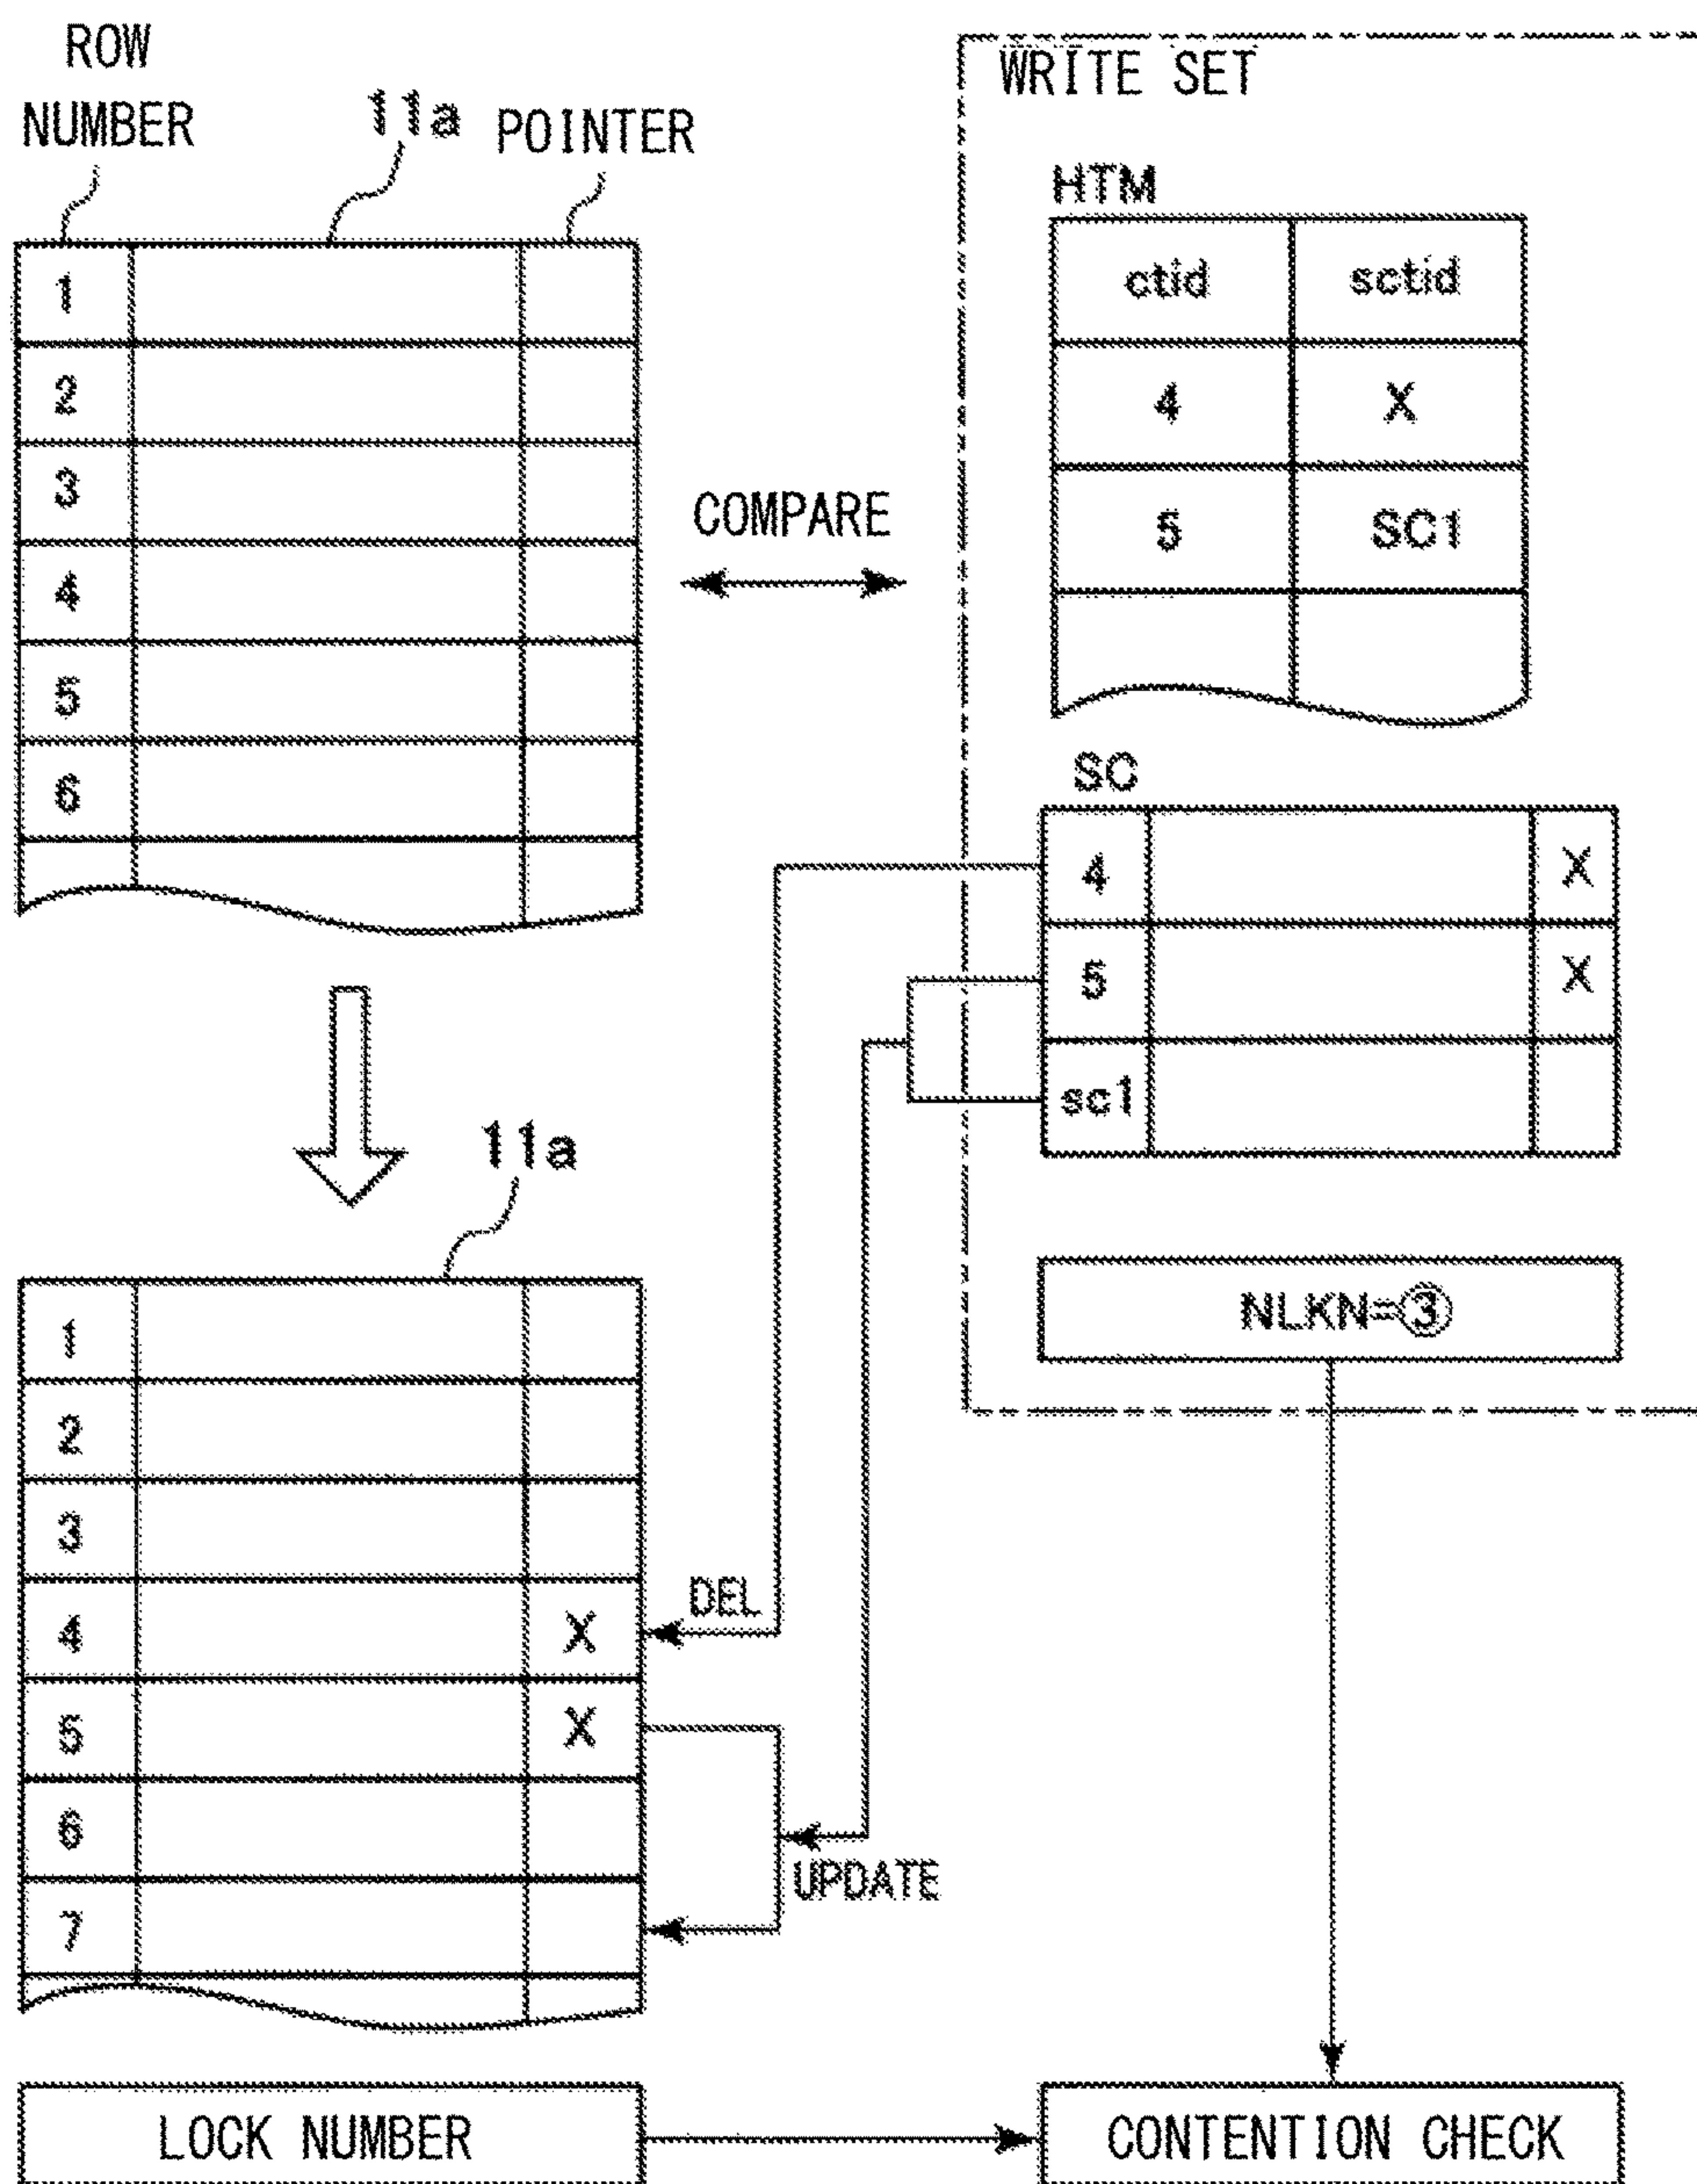 ROW
NUMBER
11a
POINTER
1
2
3
4
5
6
COMPARE
WRITE SET
HTM
ctid sctid
4 X
5 SC1
SC
4 X
5 X
sc1
NLKN=③
11a
1
2
3
4 X
5 X
6
7
DEL
UPDATE
LOCK NUMBER
CONTENTION CHECK